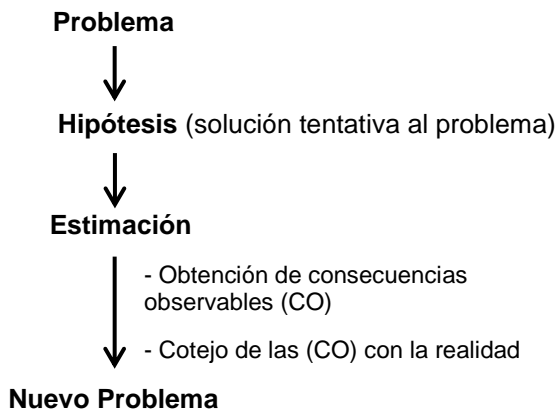 Problema
Hipótesis (solución tentativa al problema)
Estimación
- Obtención de consecuencias
observables (CO)
- Cotejo de las (CO) con la realidad
Nuevo Problema